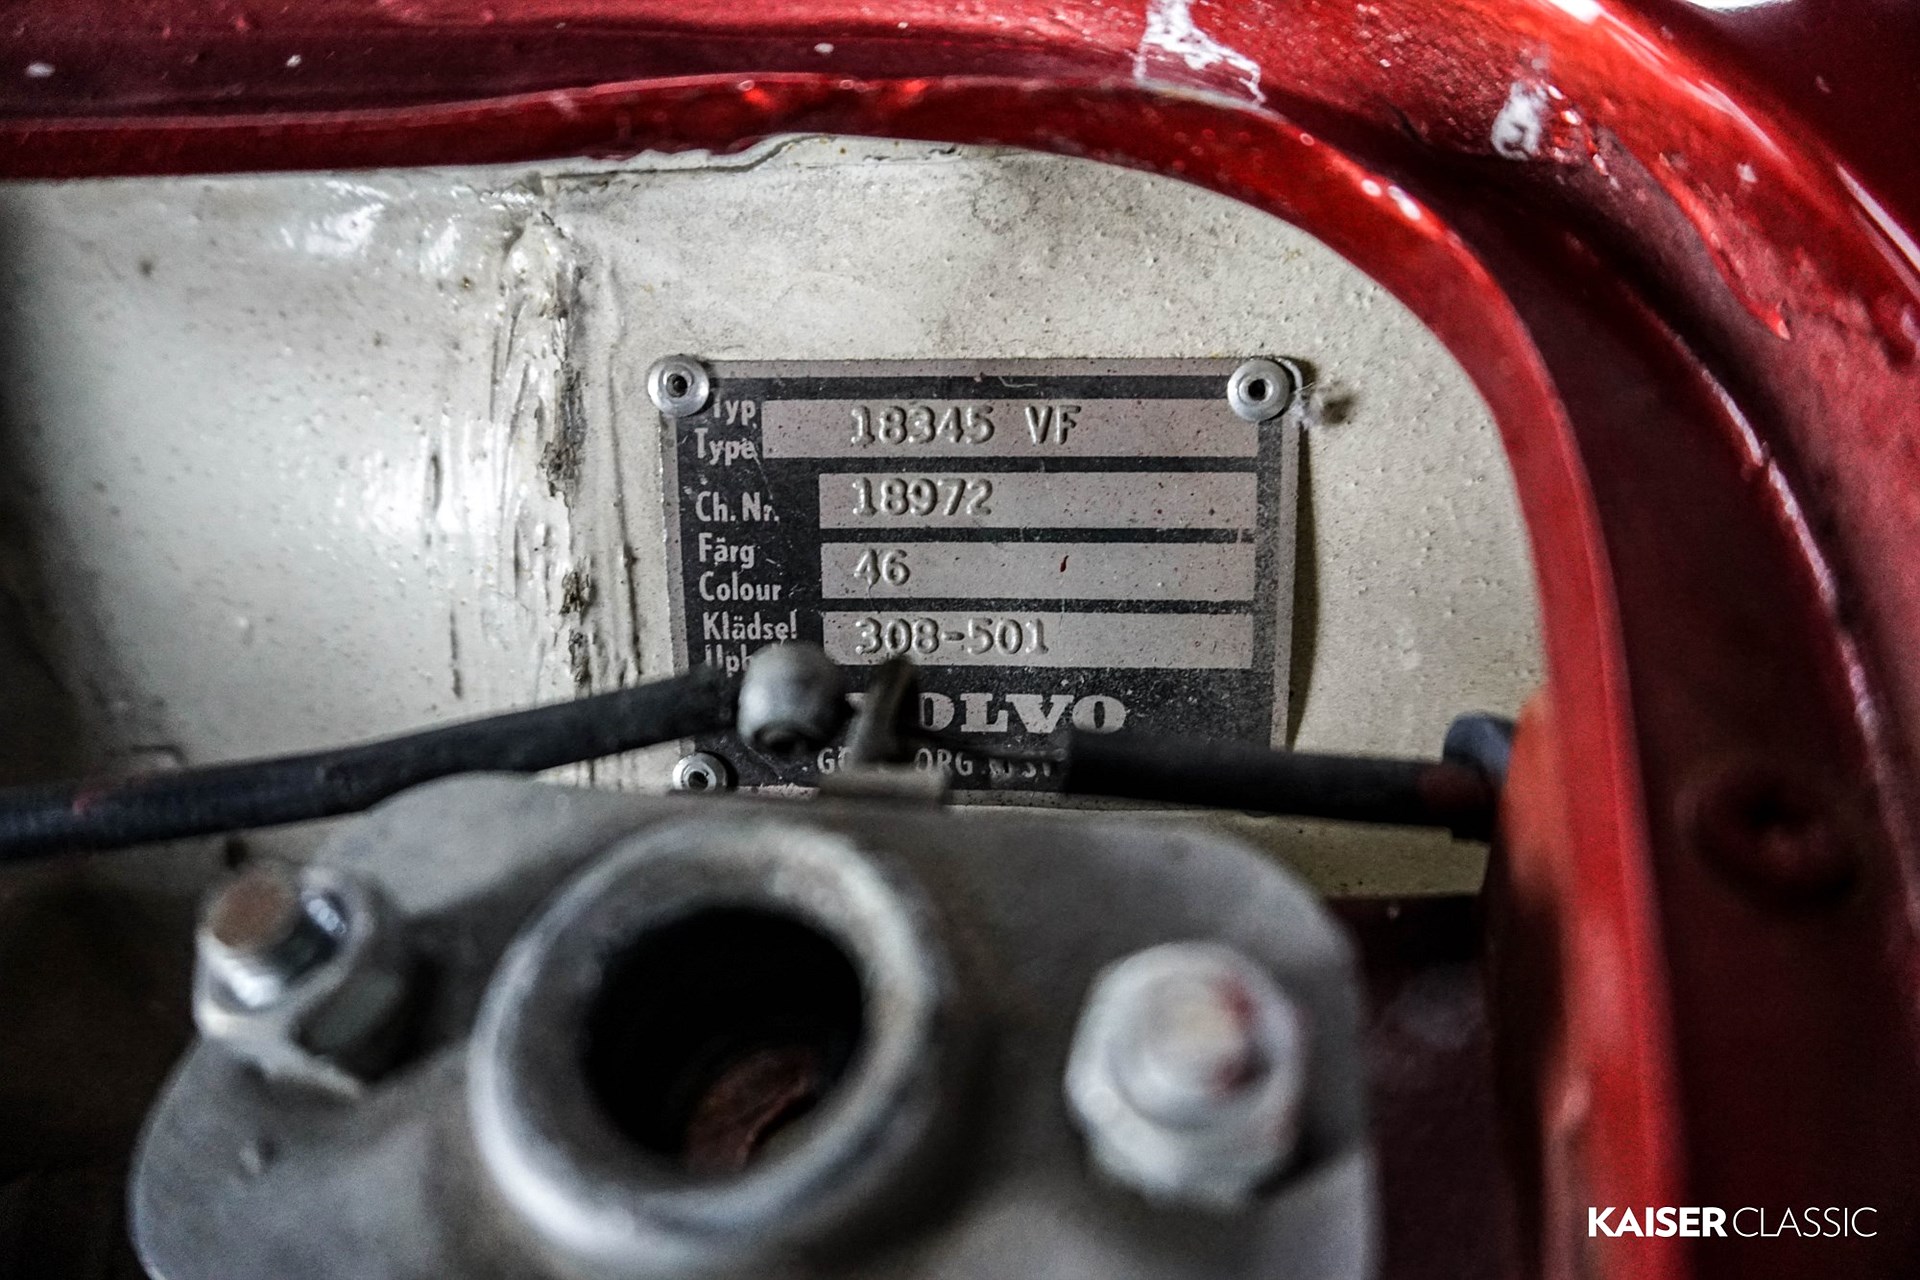 Typ
Type
18345 VF
Ch. Nr.
18972
Färg
Colour
46
Klädsel
308-501
VOLVO
KAISER CLASSIC